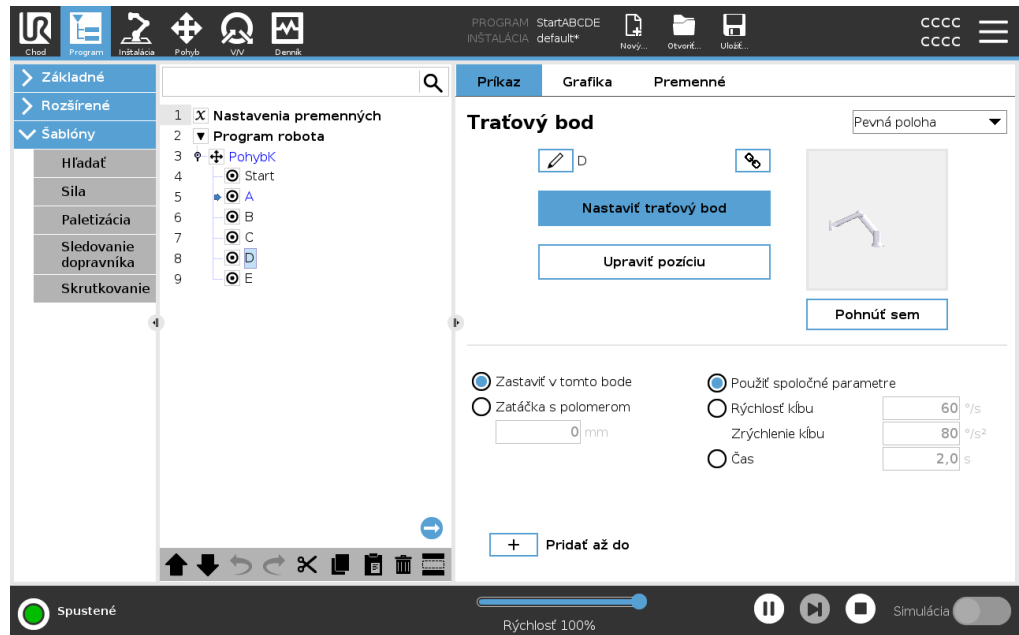 UR
Chod
Program
Inštalácia
Pohyb
V/V
Denník
PROGRAM StartABCDE
INŠTALÁCIA default*
Nový...
Otvoriť...
Uložiť...
CCCC
CCCC
Základné
Rozšírené
Šablóny
Hľadať
Sila
Paletizácia
Sledovanie
dopravníka
Skrutkovanie
1 X Nastavenia premenných
2 Program robota
3 PohybK
4 Start
5 A
6 B
7 C
8 D
9 E
Príkaz
Grafika
Premenné
Traťový bod
Pevná poloha
D
Nastaviť traťový bod
Upraviť pozíciu
Pohnúť sem
Zastaviť v tomto bode
Zatáčka s polomerom
0 mm
Použiť spoločné parametre
Rýchlosť kĺbu 60 °/s
Zrýchlenie kĺbu 80 °/s²
Čas 2,0 s
+ Pridať až do
Spustené
Rýchlosť 100%
Simulácia